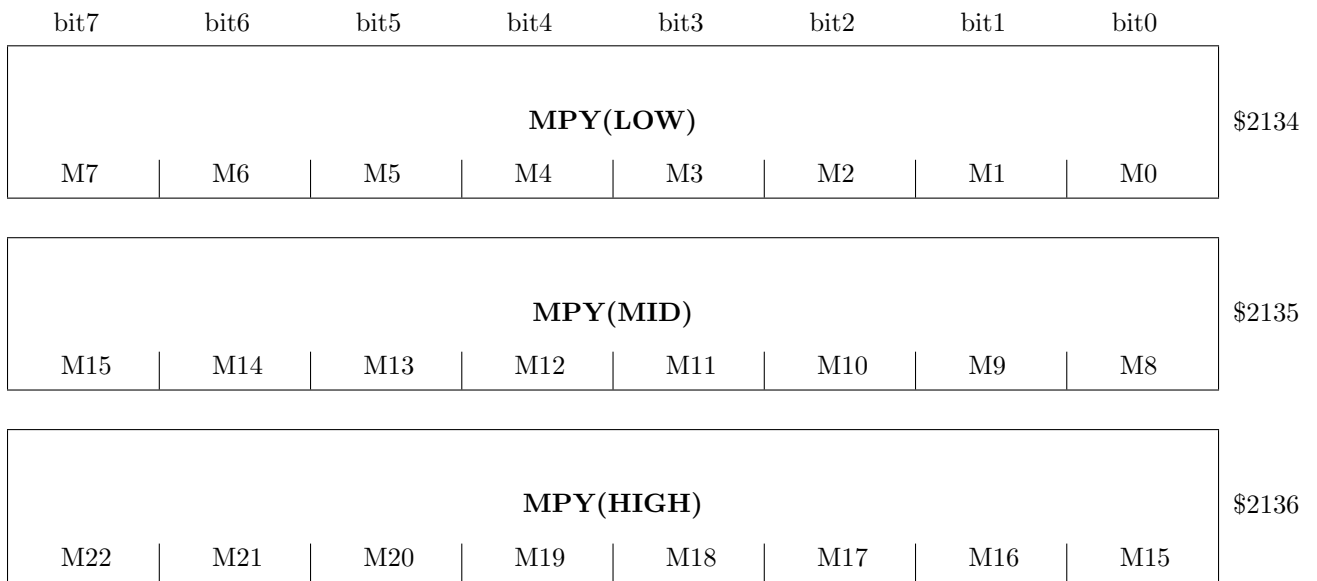 bit7 bit6 bit5 bit4 bit3 bit2 bit1 bit0
MPY(LOW)
$2134
M7 M6 M5 M4 M3 M2 M1 M0
MPY(MID)
$2135
M15 M14 M13 M12 M11 M10 M9 M8
MPY(HIGH)
$2136
M22 M21 M20 M19 M18 M17 M16 M15